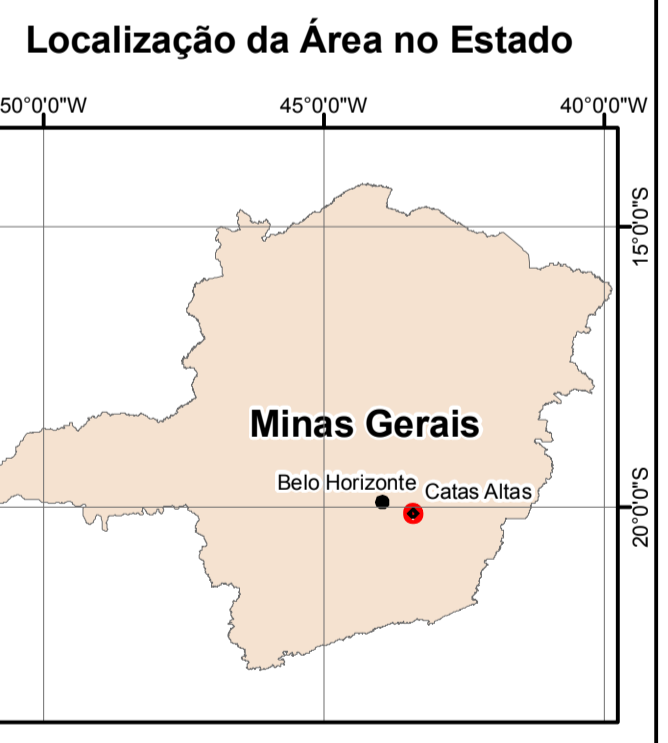 Localização da Área no Estado
50°0'0"W
45°0'0"W
40°0'0"W
15°0'0"S
Minas Gerais
Belo Horizonte
Catas Altas
20°0'0"S